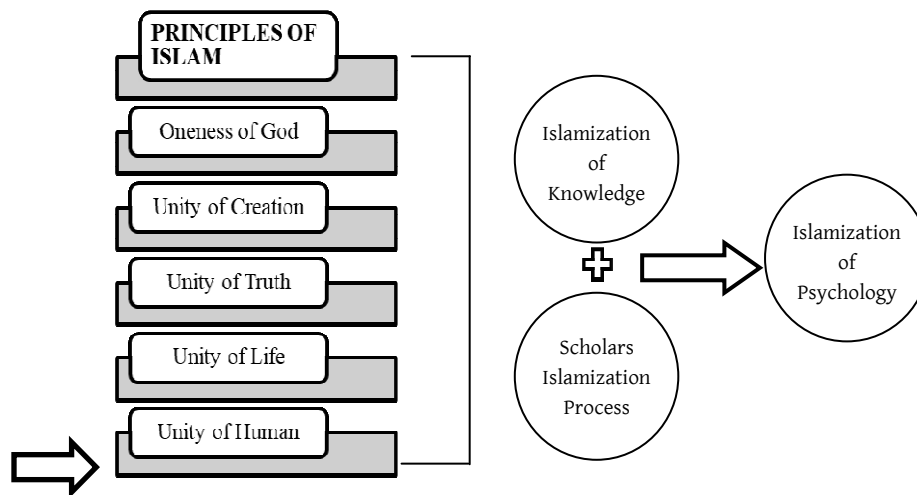 PRINCIPLES OF
ISLAM
Oneness of God
Unity of Creation
Unity of Truth
Unity of Life
Unity of Human
Islamization
of
Knowledge
Scholars
Islamization
Process
Islamization
of
Psychology